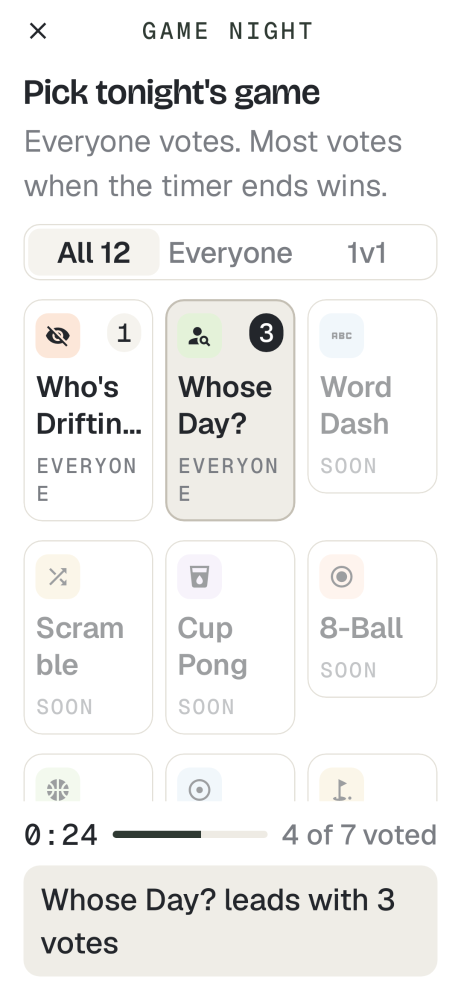 GAME NIGHT
Pick tonight's game
Everyone votes. Most votes
when the timer ends wins.
All 12
Everyone
1v1
1
Who's
Driftin...
EVERYON
E
3
Whose
Day?
EVERYON
E
ABC
Word
Dash
SOON
Scram
ble
SOON
Cup
Pong
SOON
8-Ball
SOON
0:24
4 of 7 voted
Whose Day? leads with 3
votes